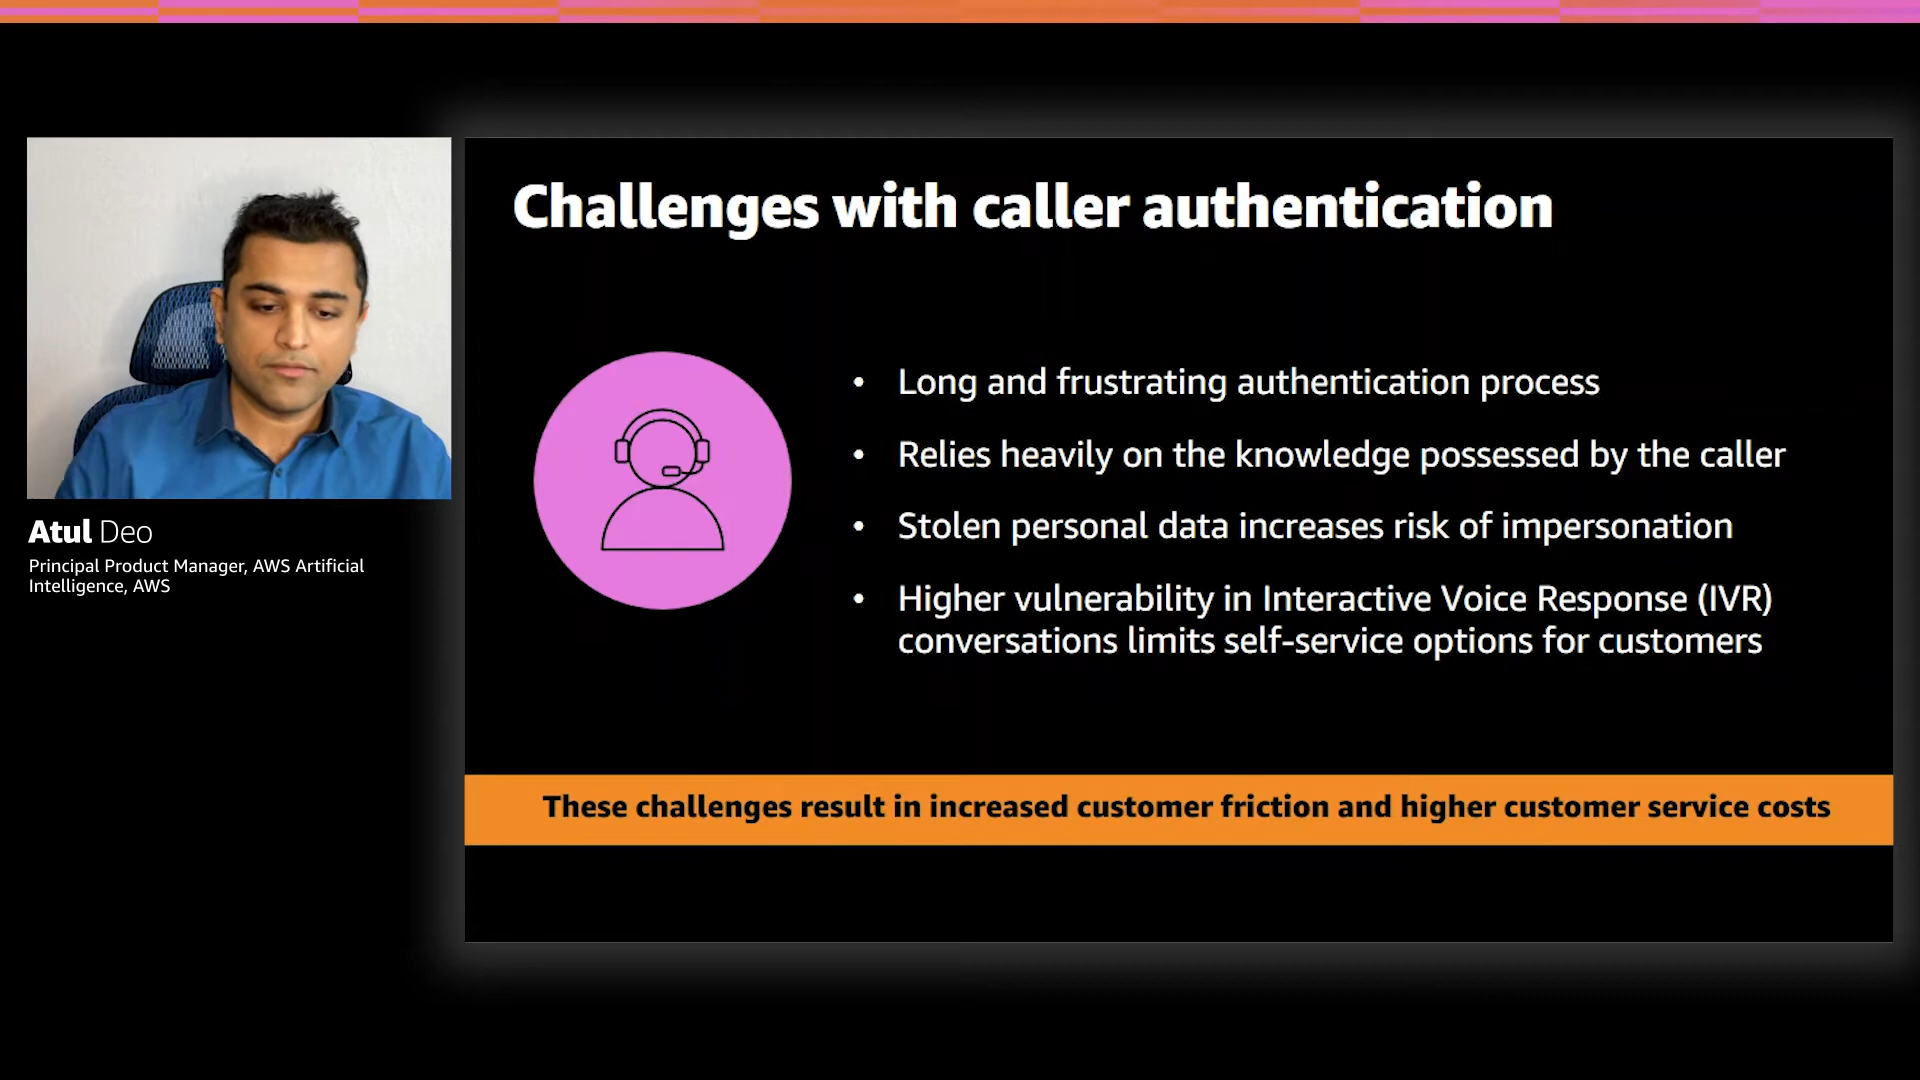 Challenges with caller authentication
• Long and frustrating authentication process
• Relies heavily on the knowledge possessed by the caller
• Stolen personal data increases risk of impersonation
• Higher vulnerability in Interactive Voice Response (IVR)
conversations limits self-service options for customers
These challenges result in increased customer friction and higher customer service costs
Atul Deo
Principal Product Manager, AWS Artificial
Intelligence, AWS